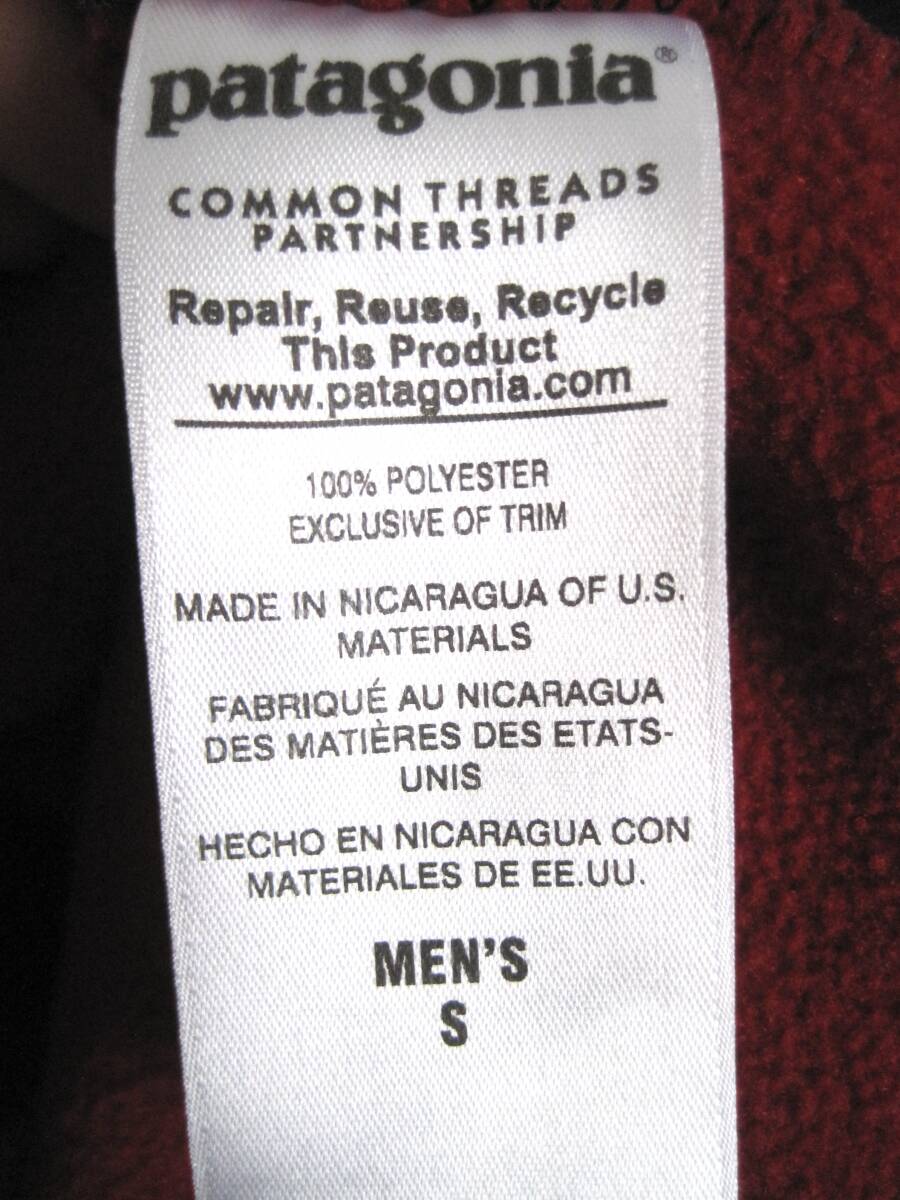 patagonia®
COMMON THREADS
PARTNERSHIP
Repair, Reuse, Recycle
This Product
www.patagonia.com
100% POLYESTER
EXCLUSIVE OF TRIM
MADE IN NICARAGUA OF U.S.
MATERIALS
FABRIQUÉ AU NICARAGUA
DES MATIÈRES DES ETATS-
UNIS
HECHO EN NICARAGUA CON
MATERIALES DE EE.UU.
MEN'S
S